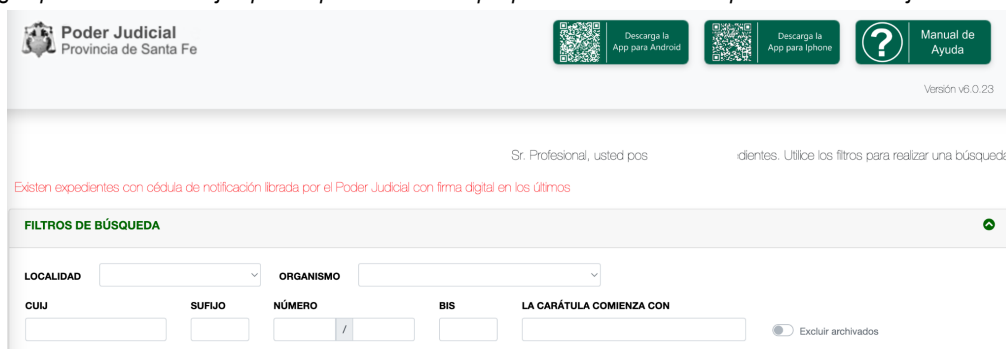 Poder Judicial
Provincia de Santa Fe
Descarga la
App para Android
Descarga la
App para Iphone
?
Manual de
Ayuda
Versión v6.0.23
Sr. Profesional, usted pos dientes. Utilice los filtros para realizar una búsqueda
Existen expedientes con cédula de notificación librada por el Poder Judicial con firma digital en los últimos
FILTROS DE BÚSQUEDA
LOCALIDAD ORGANISMO
CUIJ SUFIJO NÚMERO BIS LA CARÁTULA COMIENZA CON
/
Excluir archivados